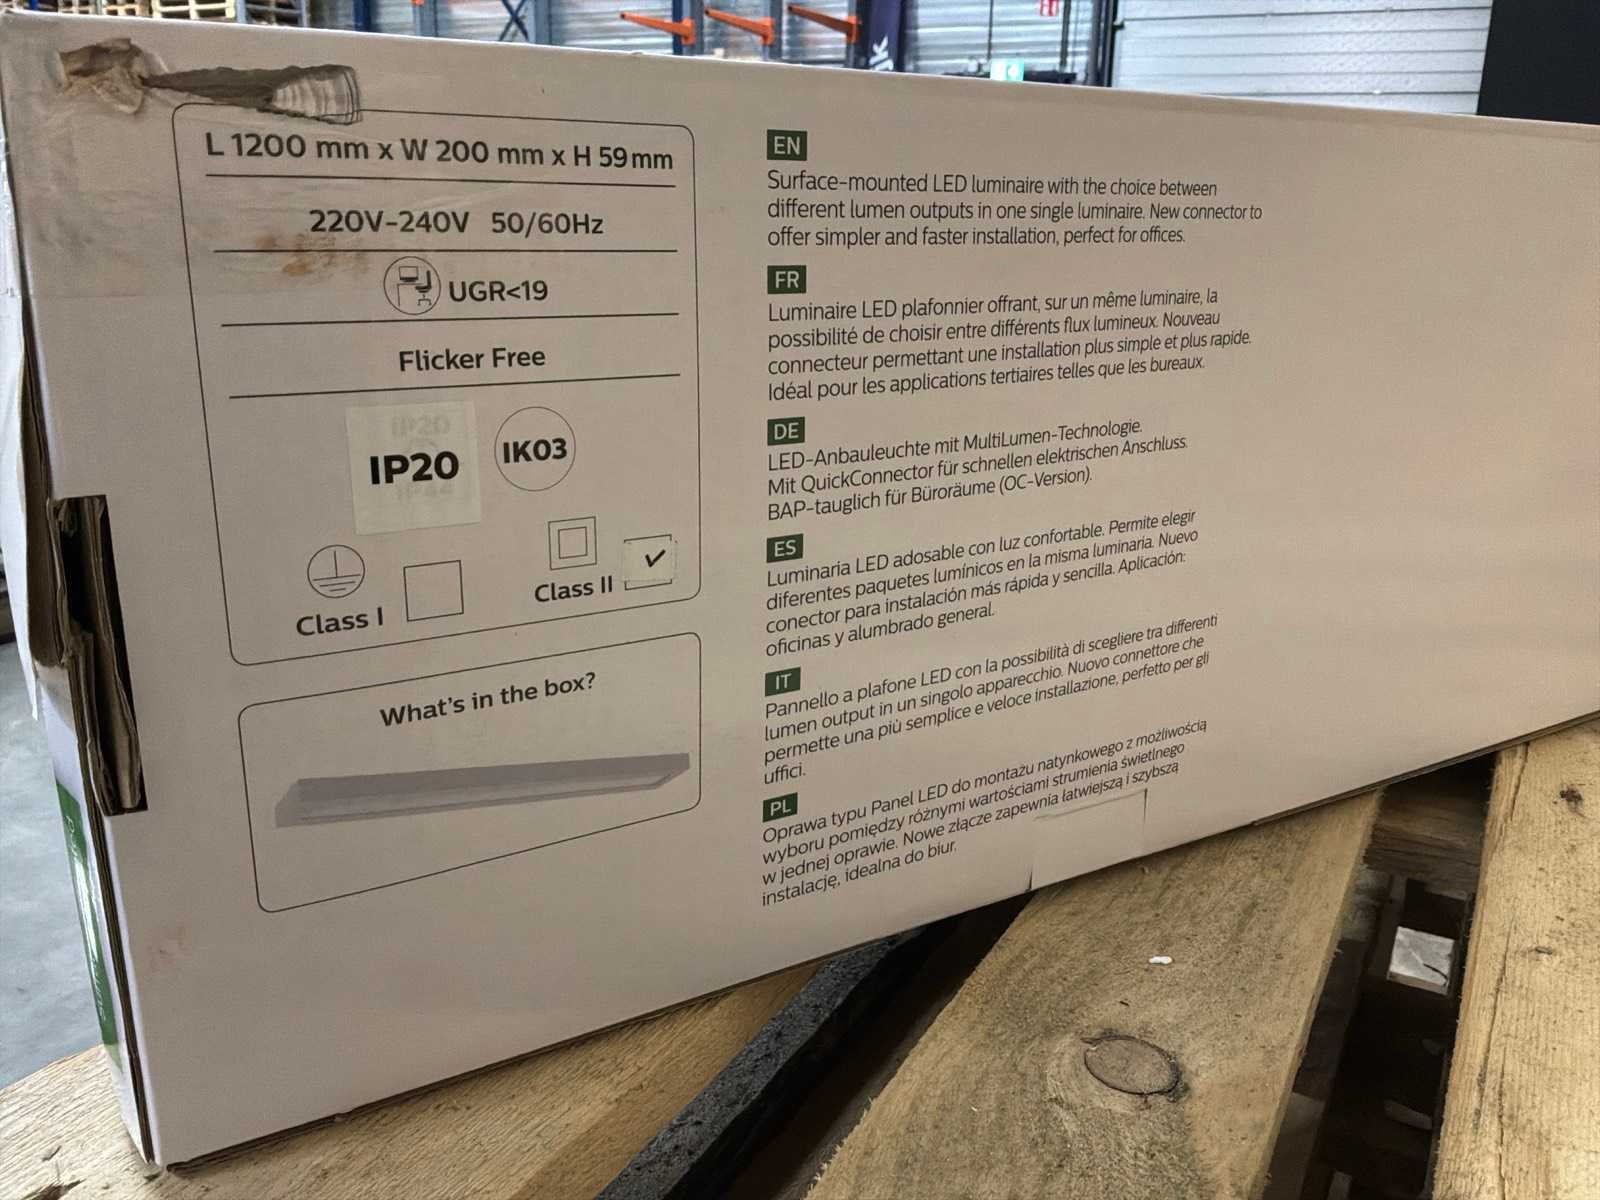 L 1200 mm x W 200 mm x H 59 mm
220V-240V 50/60Hz
UGR<19
Flicker Free
IP20
IP20
IK03
Class I
Class II
What's in the box?
EN
Surface-mounted LED luminaire with the choice between
different lumen outputs in one single luminaire. New connector to
offer simpler and faster installation, perfect for offices.
FR
Luminaire LED plafonnier offrant, sur un même luminaire, la
possibilité de choisir entre différents flux lumineux. Nouveau
connecteur permettant une installation plus simple et plus rapide.
Idéal pour les applications tertiaires telles que les bureaux.
DE
LED-Anbauleuchte mit MultiLumen-Technologie.
Mit QuickConnector für schnellen elektrischen Anschluss.
BAP-tauglich für Büroräume (OC-Version).
ES
Luminaria LED adosable con luz confortable. Permite elegir
diferentes paquetes lumínicos en la misma luminaria. Nuevo
conector para instalación más rápida y sencilla. Aplicación:
oficinas y alumbrado general.
IT
Pannello a plafone LED con la possibilità di scegliere tra differenti
lumen output in un singolo apparecchio. Nuovo connettore che
permette una più semplice e veloce installazione, perfetto per gli
uffici.
PL
Oprawa typu Panel LED do montażu natynkowego z możliwością
wyboru pomiędzy różnymi wartościami strumienia świetlnego
w jednej oprawie. Nowe złącze zapewnia łatwiejszą i szybszą
instalację, idealna do biur.